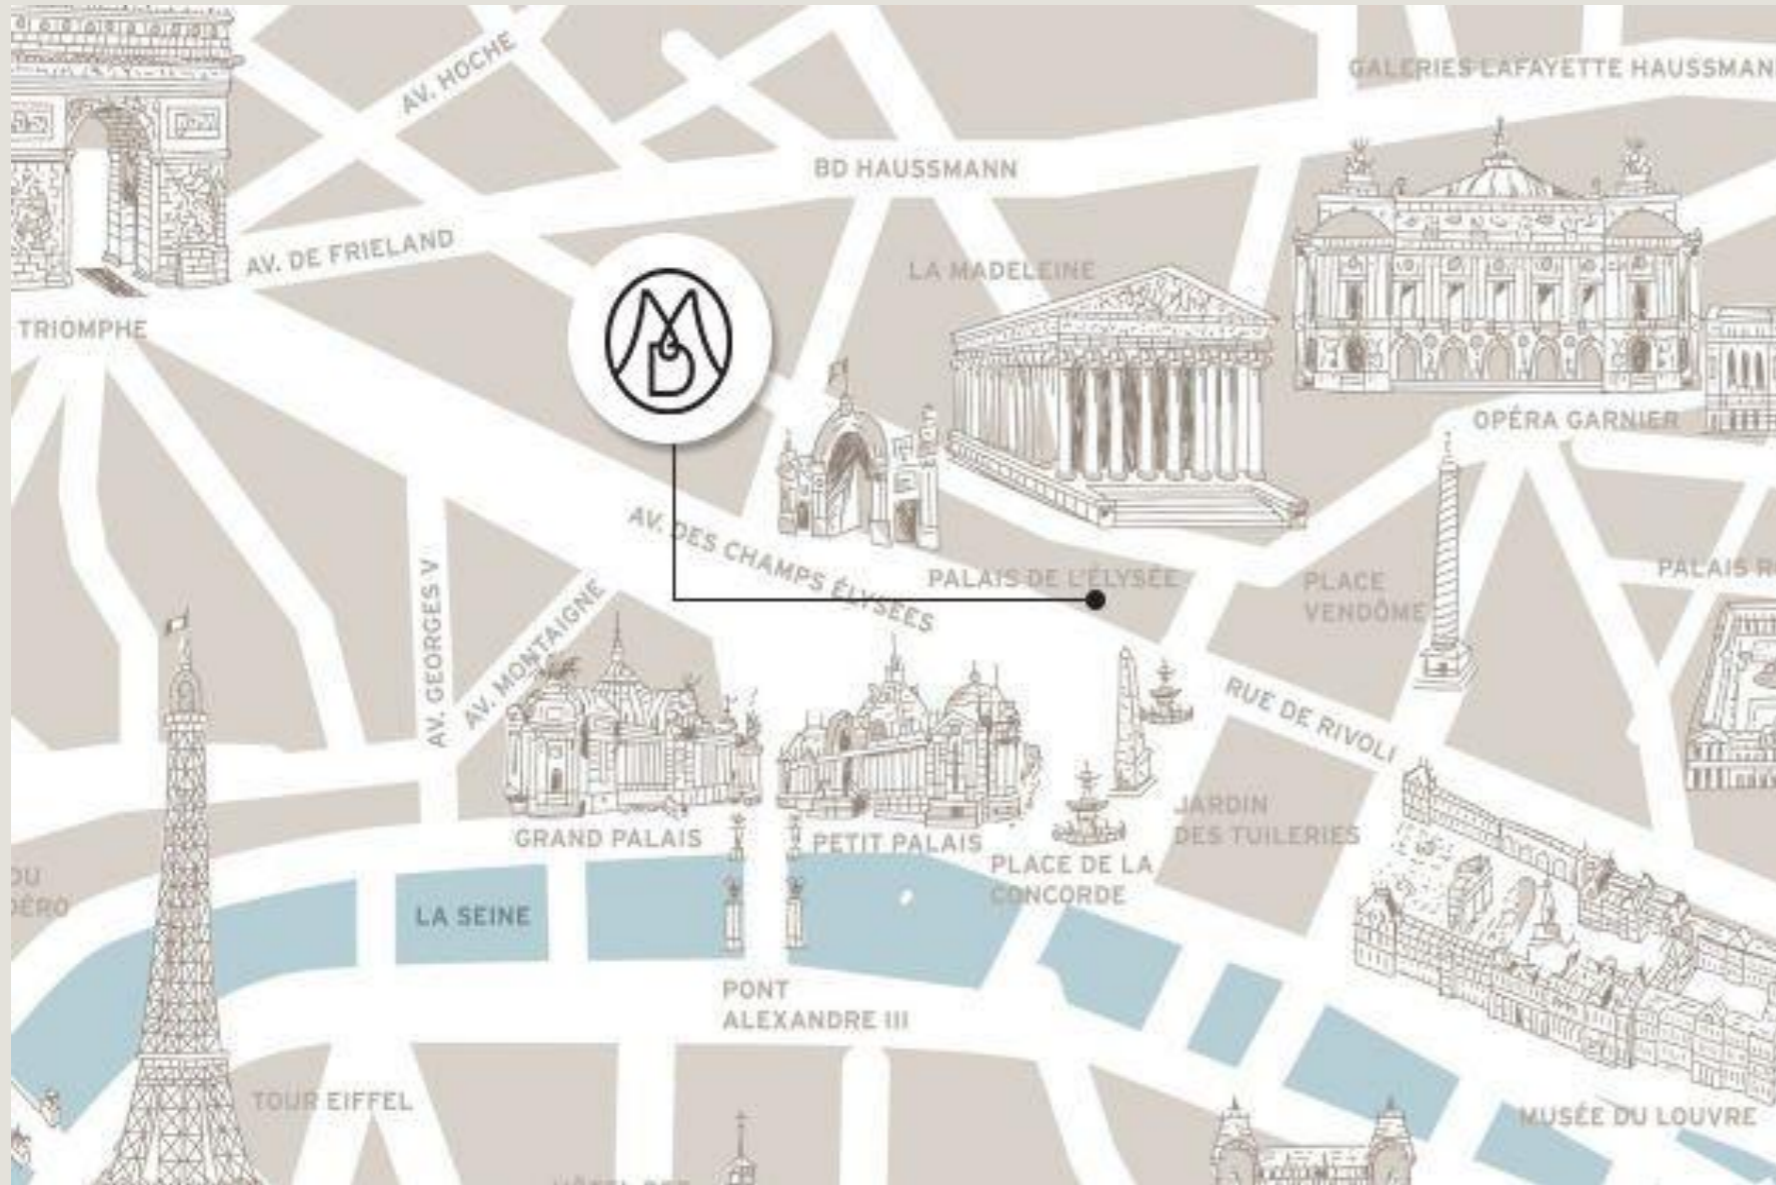 AV. HOCHE
GALERIES LAFAYETTE HAUSSMAN
BD HAUSSMANN
AV. DE FRIELAND
LA MADELEINE
TRIOMPHE
OPÉRA GARNIER
AV. DES CHAMPS ÉLYSÉES
PALAIS DE L'ÉLYSÉE
PLACE
VENDÔME
PALAIS R
AV. GEORGES V
AV. MONTAIGNE
RUE DE RIVOLI
JARDIN
DES TUILERIES
GRAND PALAIS
PETIT PALAIS
PLACE DE LA
CONCORDE
DU
DÉRO
LA SEINE
PONT
ALEXANDRE III
TOUR EIFFEL
MUSÉE DU LOUVRE